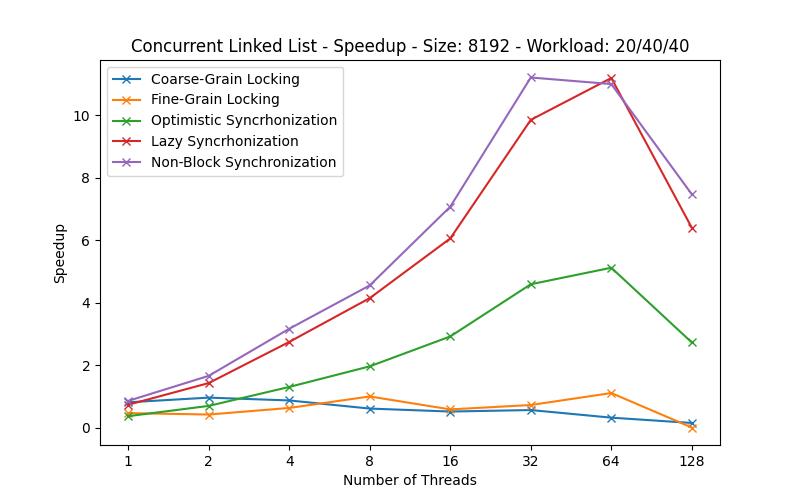 Concurrent Linked List - Speedup - Size: 8192 - Workload: 20/40/40
Coarse-Grain Locking
Fine-Grain Locking
Optimistic Syncrhonization
Lazy Syncrhonization
Non-Block Synchronization
10
8
6
4
2
0
Speedup
1 2 4 8 16 32 64 128
Number of Threads